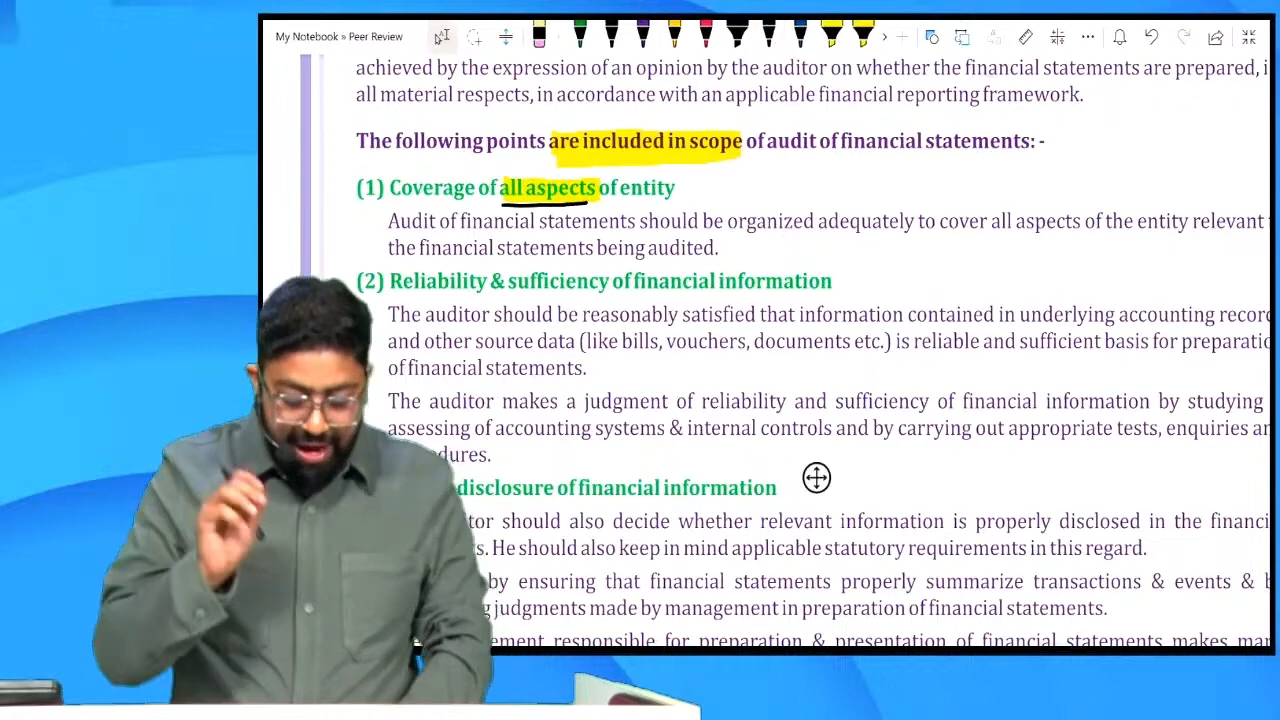 My Notebook » Peer Review
achieved by the expression of an opinion by the auditor on whether the financial statements are prepared,
all material respects, in accordance with an applicable financial reporting framework.
The following points are included in scope of audit of financial statements: -
(1) Coverage of all aspects of entity
Audit of financial statements should be organized adequately to cover all aspects of the entity relevant
the financial statements being audited.
(2) Reliability & sufficiency of financial information
The auditor should be reasonably satisfied that information contained in underlying accounting
and other source data (like bills, vouchers, documents etc.) is reliable and sufficient basis for
of financial statements.
The auditor makes a judgment of reliability and sufficiency of financial information by studying
assessing of accounting systems & internal controls and by carrying out appropriate tests, enquiries
disclosure of financial information
should also decide whether relevant information is properly disclosed in the
He should also keep in mind applicable statutory requirements in this regard.
by ensuring that financial statements properly summarize transactions & events &
judgments made by management in preparation of financial statements.
responsible for preparation & presentation of financial statements makes